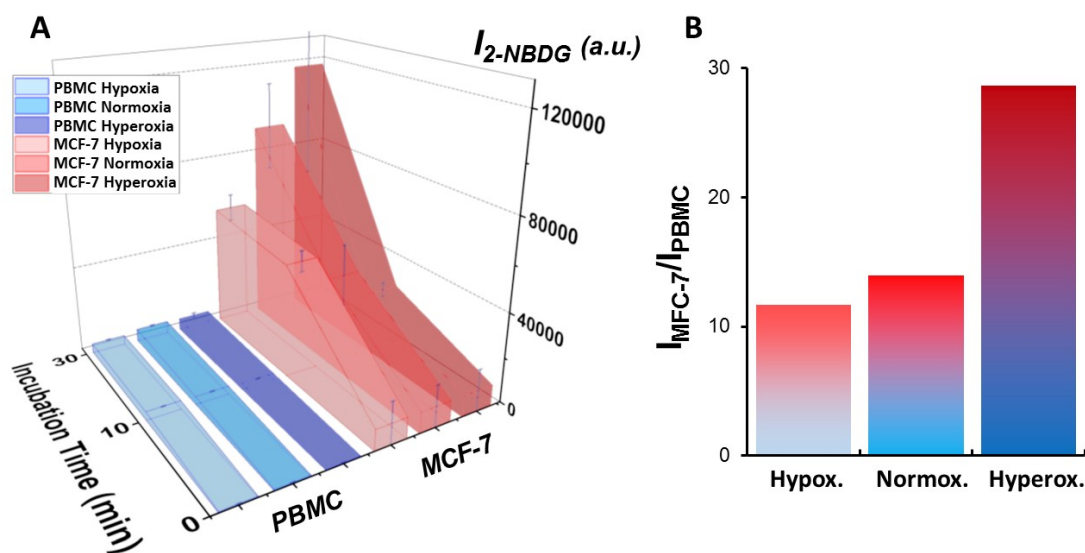 A
I2-NBDG (a.u.)
PBMC Hypoxia
PBMC Normoxia
PBMC Hyperoxia
MCF-7 Hypoxia
MCF-7 Normoxia
MCF-7 Hyperoxia
120000
80000
40000
0
30
10
0
Incubation Time (min)
PBMC
MCF-7
B
30
20
10
0
IMFC-7/IPBMC
Hypox.
Normox.
Hyperox.